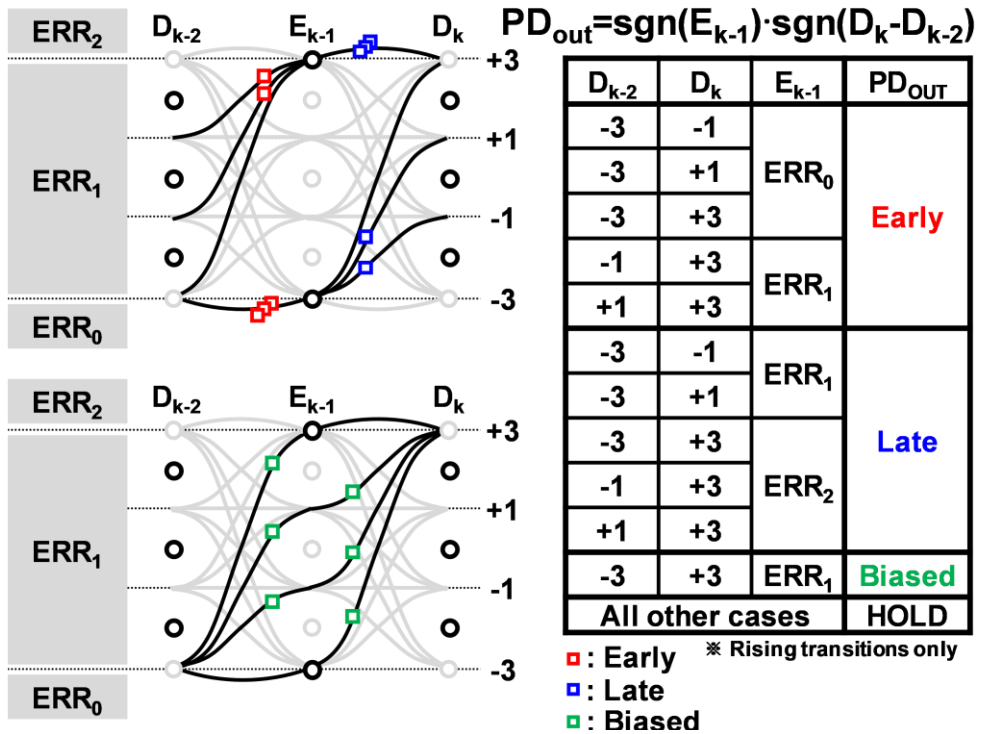 PDout=sgn(Ek-1)·sgn(Dk-Dk-2)
ERR2
Dk-2 Ek-1 Dk
+3
ERR1
+1
-1
-3
ERR0
ERR2
Dk-2 Ek-1 Dk
+3
+1
ERR1
-1
-3
ERR0
Dk-2 Dk Ek-1 PDOUT
-3 -1 ERR0 Early
-3 +1
-3 +3
-1 +3 ERR1
+1 +3
-3 -1 ERR1 Late
-3 +1
-3 +3 ERR2
-1 +3
+1 +3
-3 +3 ERR1 Biased
All other cases HOLD
※ Rising transitions only
: Early
: Late
: Biased